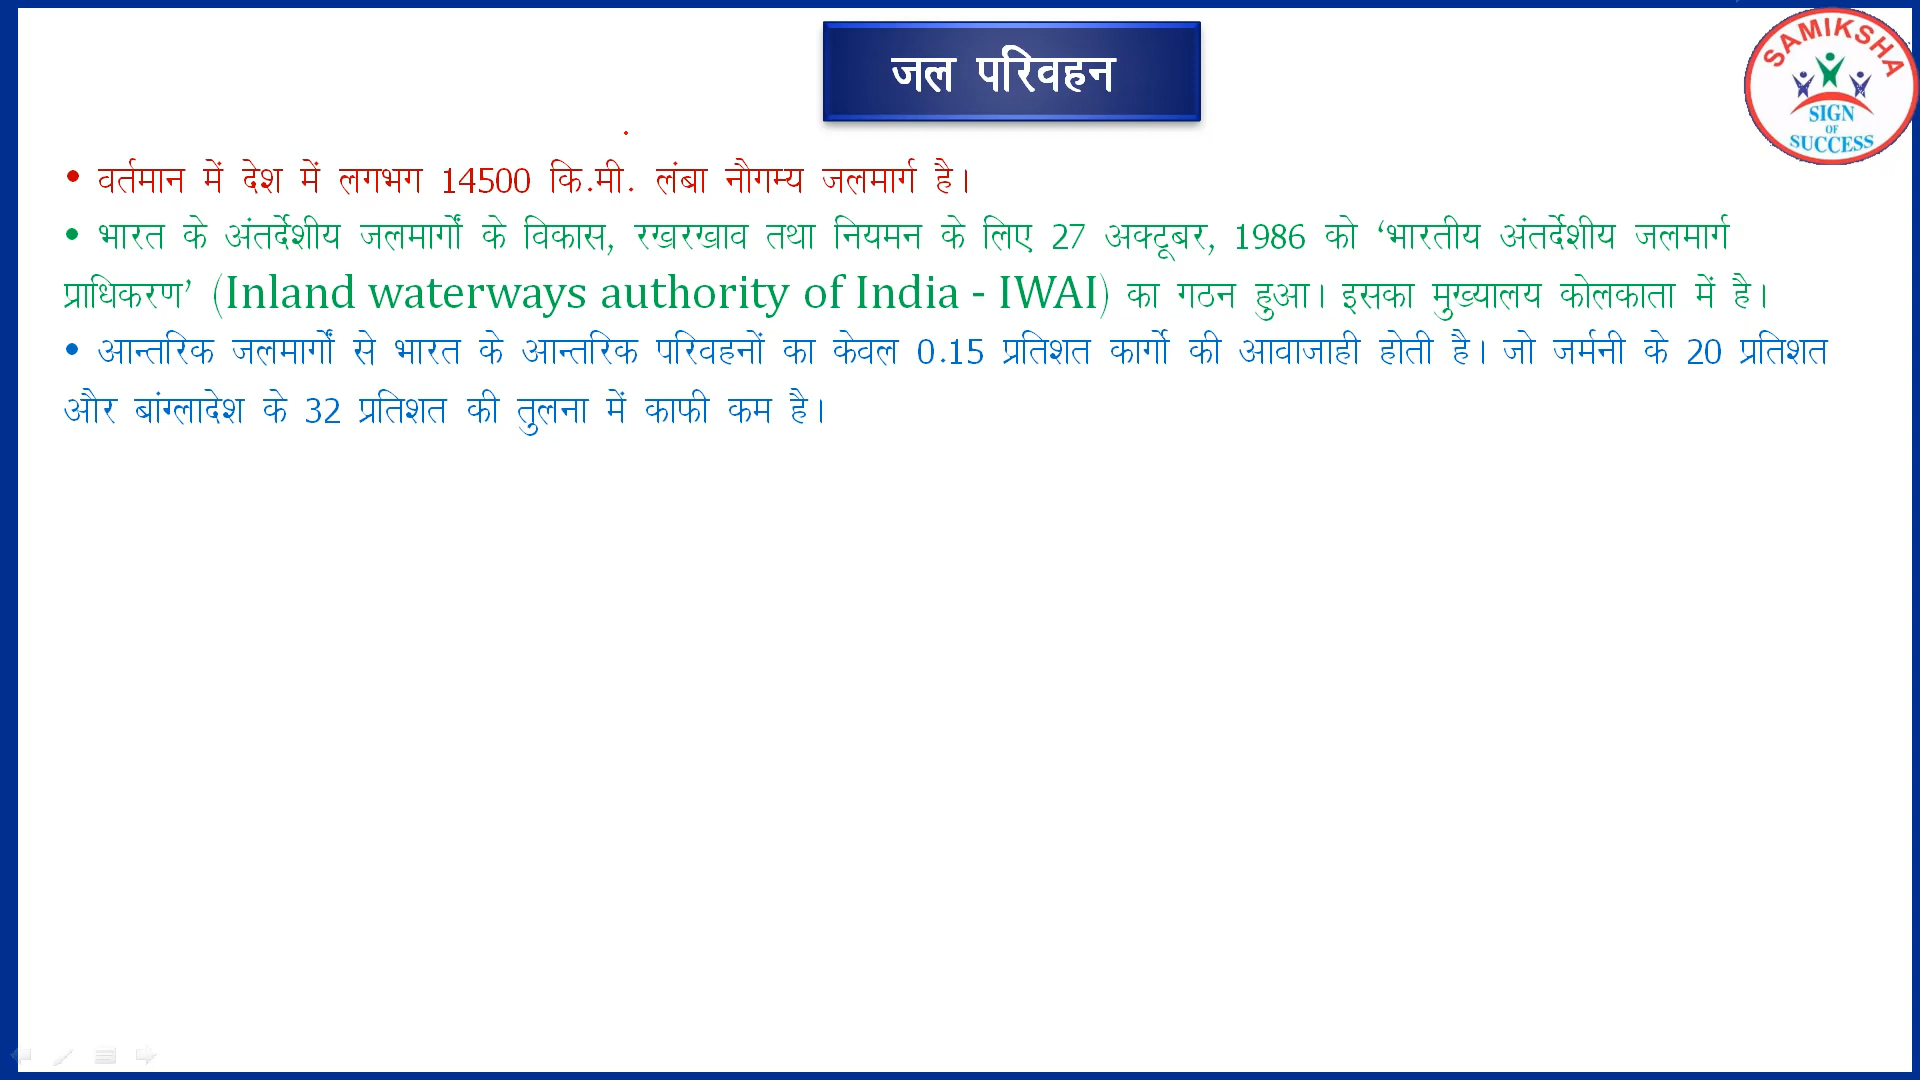 जल परिवहन
SAMIKSHA
SIGN
OF
SUCCESS
• वर्तमान में देश में लगभग 14500 कि.मी. लंबा नौगम्य जलमार्ग है।
• भारत के अंतर्देशीय जलमार्गों के विकास, रखरखाव तथा नियमन के लिए 27 अक्टूबर, 1986 को ‘भारतीय अंतर्देशीय जलमार्ग
प्राधिकरण’ (Inland waterways authority of India - IWAI) का गठन हुआ। इसका मुख्यालय कोलकाता में है।
• आन्तरिक जलमार्गों से भारत के आन्तरिक परिवहनों का केवल 0.15 प्रतिशत कार्गो की आवाजाही होती है। जो जर्मनी के 20 प्रतिशत
और बांग्लादेश के 32 प्रतिशत की तुलना में काफी कम है।